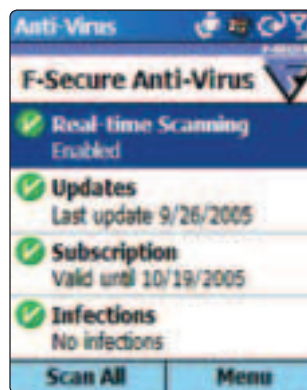 Anti-Virus
F-Secure Anti-Virus
Real-time Scanning
Enabled
Updates
Last update 9/26/2005
Subscription
Valid until 10/19/2005
Infections
No infections
Scan All
Menu